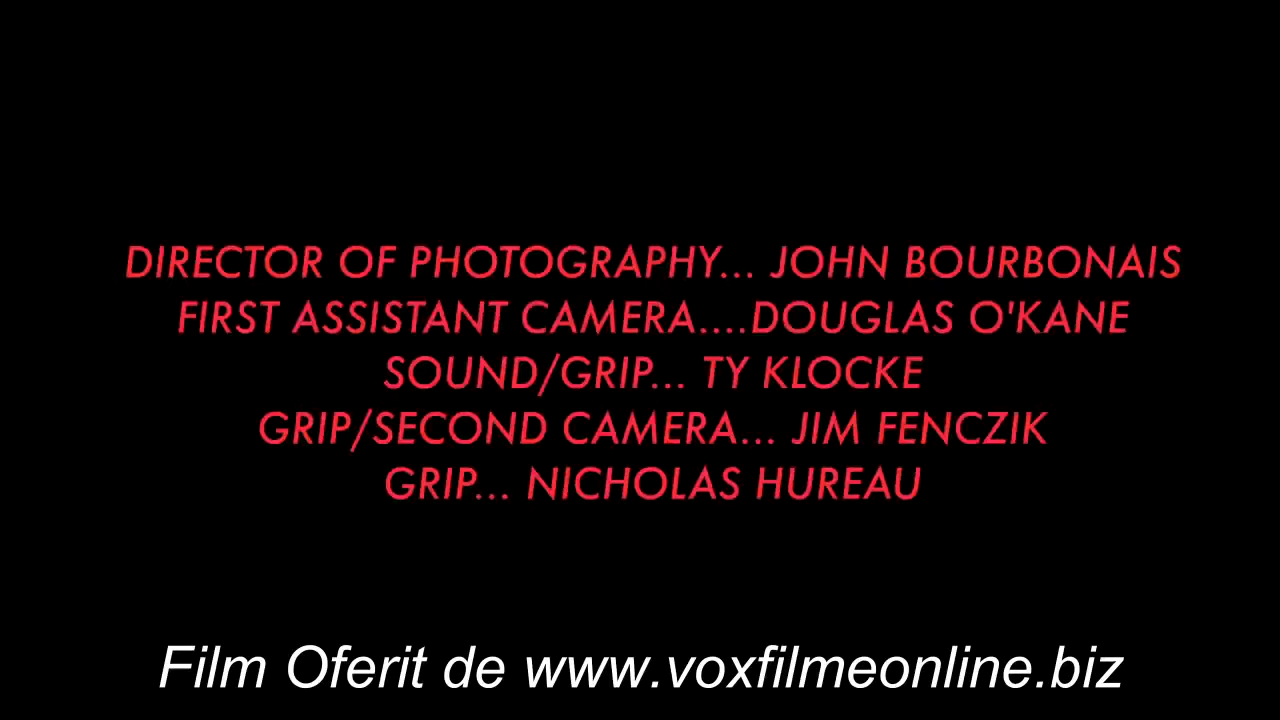 DIRECTOR OF PHOTOGRAPHY... JOHN BOURBONAIS
FIRST ASSISTANT CAMERA....DOUGLAS O'KANE
SOUND/GRIP... TY KLOCKE
GRIP/SECOND CAMERA... JIM FENCZIK
GRIP... NICHOLAS HUREAU
Film Oferit de www.voxfilmeonline.biz